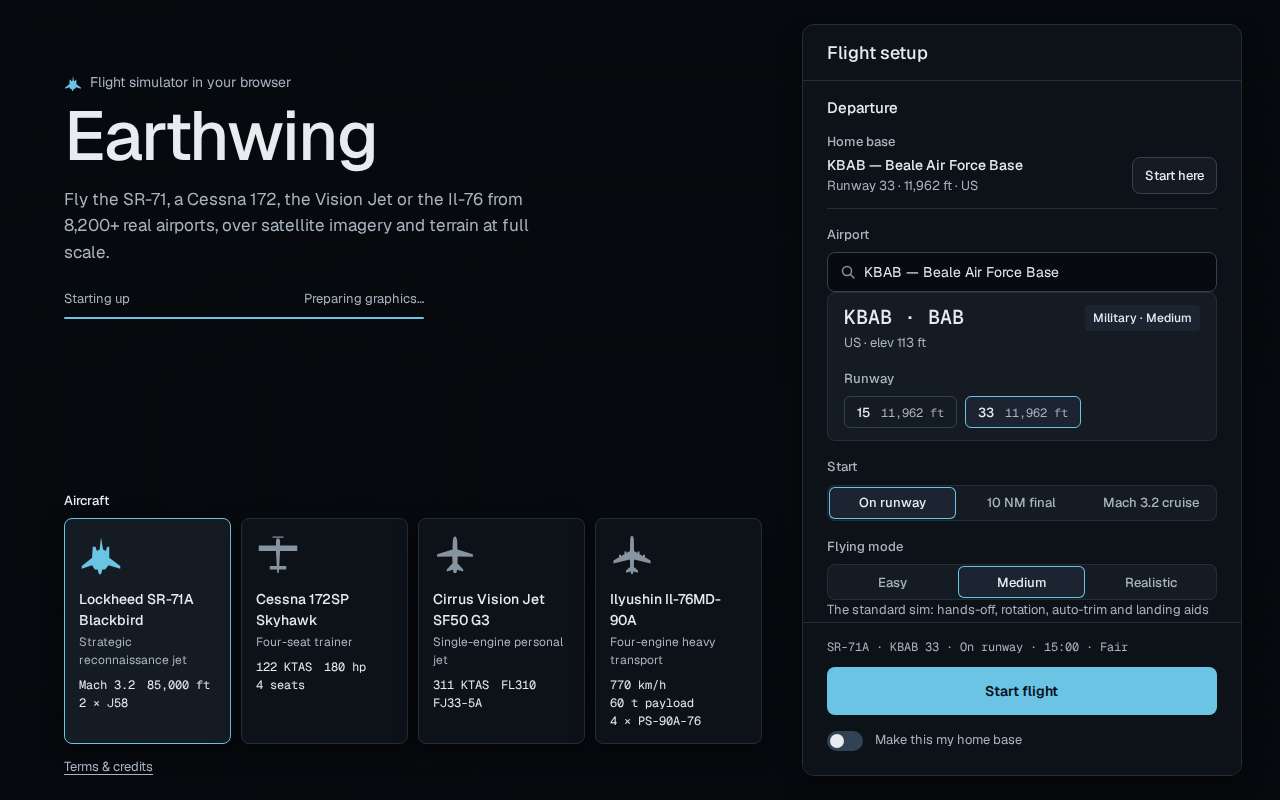 Flight simulator in your browser
Earthwing
Fly the SR-71, a Cessna 172, the Vision Jet or the Il-76 from
8,200+ real airports, over satellite imagery and terrain at full
scale.
Starting up
Preparing graphics…
Aircraft
Lockheed SR-71A
Blackbird
Strategic
reconnaissance jet
Mach 3.2 85,000 ft
2 × J58
Cessna 172SP
Skyhawk
Four-seat trainer
122 KTAS 180 hp
4 seats
Cirrus Vision Jet
SF50 G3
Single-engine personal
jet
311 KTAS FL310
FJ33-5A
Ilyushin Il-76MD-
90A
Four-engine heavy
transport
770 km/h
60 t payload
4 × PS-90A-76
Terms & credits
Flight setup
Departure
Home base
KBAB — Beale Air Force Base
Runway 33 · 11,962 ft · US
Start here
Airport
KBAB — Beale Air Force Base
KBAB · BAB
Military · Medium
US · elev 113 ft
Runway
15 11,962 ft
33 11,962 ft
Start
On runway
10 NM final
Mach 3.2 cruise
Flying mode
Easy
Medium
Realistic
The standard sim: hands-off, rotation, auto-trim and landing aids
SR-71A · KBAB 33 · On runway · 15:00 · Fair
Start flight
Make this my home base